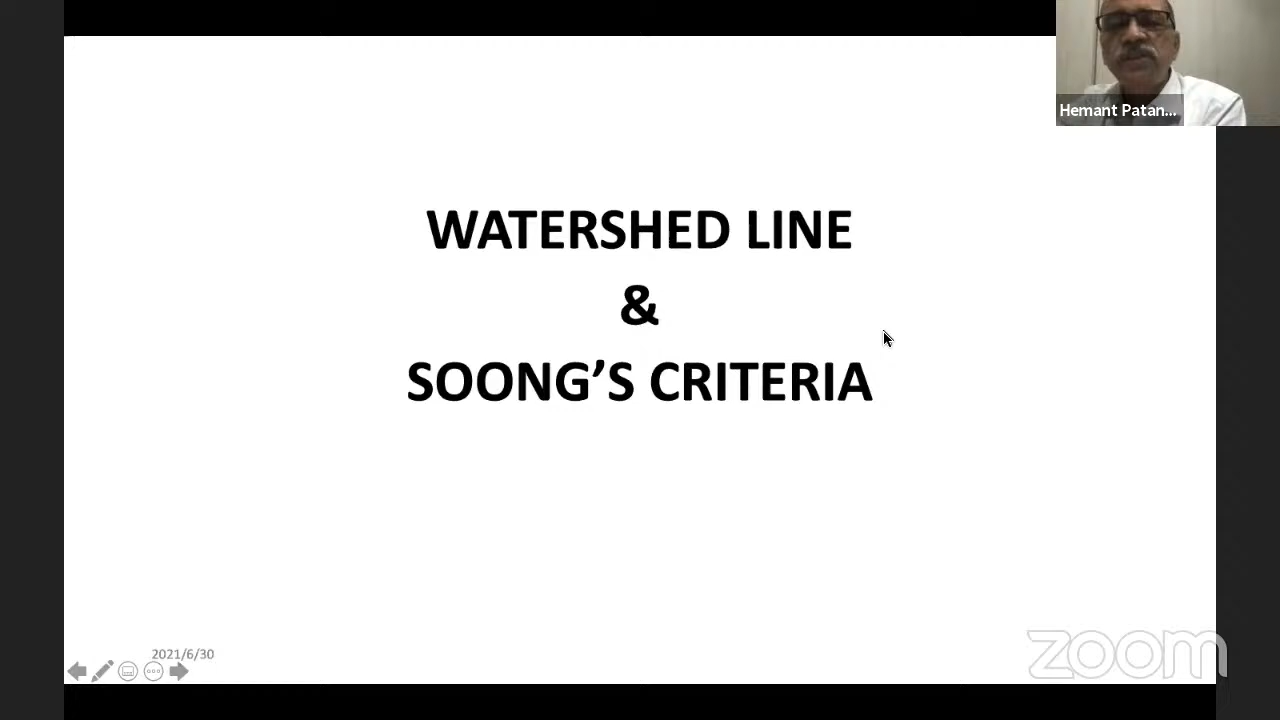 Hemant Patan...
WATERSHED LINE
&
SOONG’S CRITERIA
2021/6/30
zoom